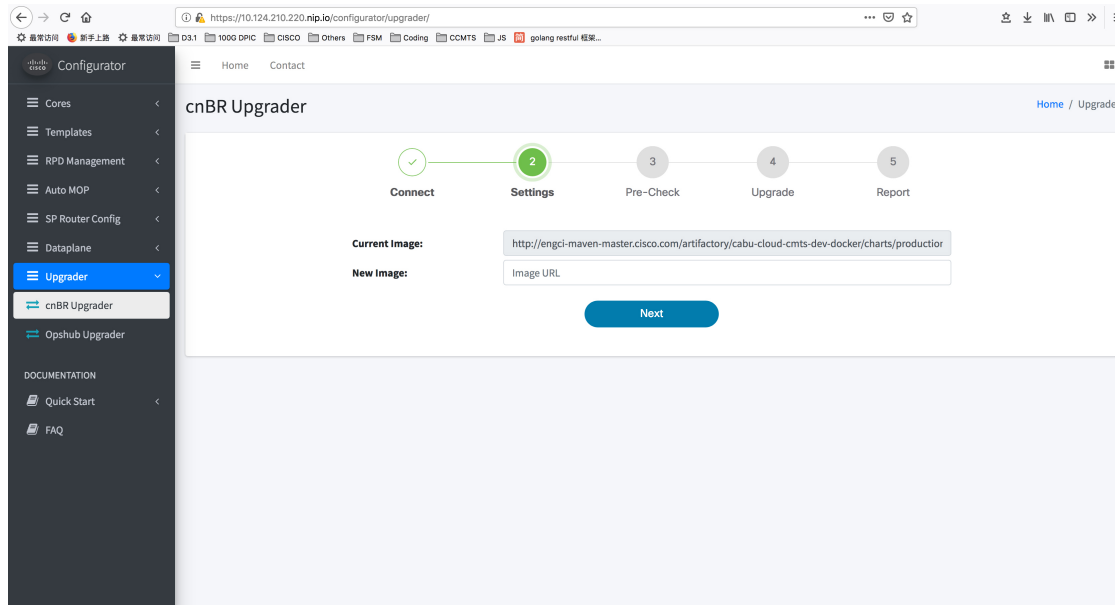 https://10.124.210.220.nip.io/configurator/upgrader/
最常访问 新手上路 最常访问 D3.1 100G DPIC CISCO Others FSM Coding CCMTS JS 简 golang restful 框架...
CISCO Configurator
Home Contact
Cores
Templates
RPD Management
Auto MOP
SP Router Config
Dataplane
Upgrader
cnBR Upgrader
Opshub Upgrader
DOCUMENTATION
Quick Start
FAQ
cnBR Upgrader
Home / Upgrade
2 3 4 5
Connect Settings Pre-Check Upgrade Report
Current Image: http://engci-maven-master.cisco.com/artifactory/cabu-cloud-cmts-dev-docker/charts/production
New Image: Image URL
Next